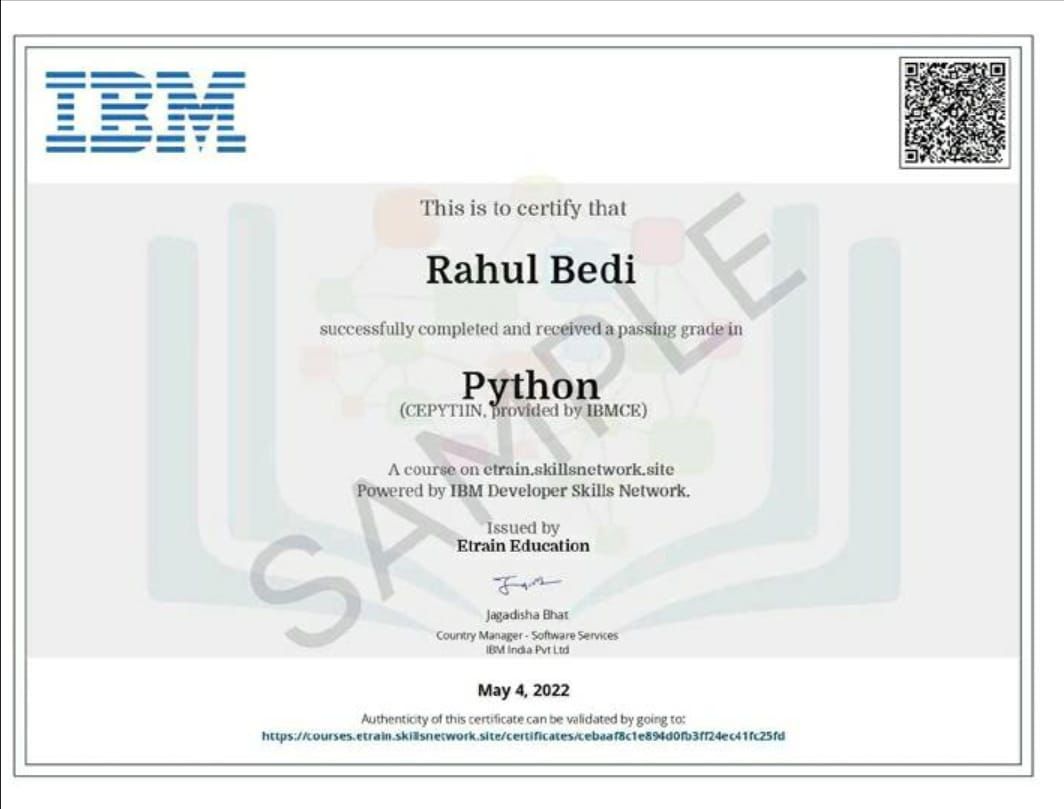 IBM
This is to certify that
Rahul Bedi
successfully completed and received a passing grade in
Python
(CEPYT1IN, provided by IBMCE)
A course on etrain.skillsnetwork.site
Powered by IBM Developer Skills Network.
Issued by
Etrain Education
Jagadisha Bhat
Country Manager - Software Services
IBM India Pvt Ltd
May 4, 2022
Authenticity of this certificate can be validated by going to:
https://courses.etrain.skillsnetwork.site/certificates/cebaaf8c1e894d0fb3ff24ec41fc25fd
SAMPLE